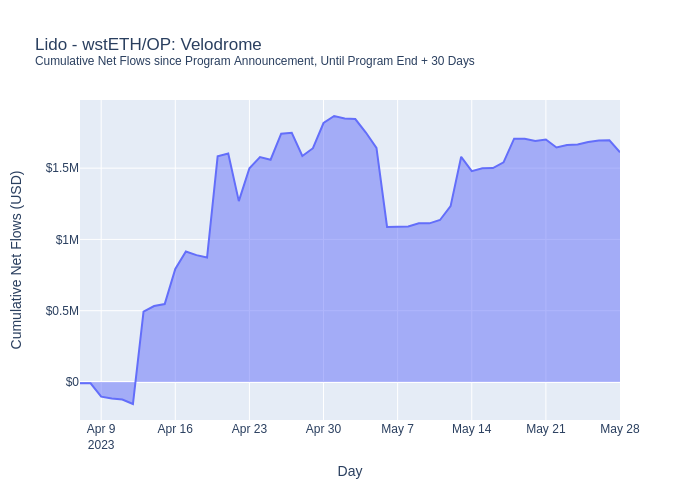 Lido - wstETH/OP: Velodrome
Cumulative Net Flows since Program Announcement, Until Program End + 30 Days
Cumulative Net Flows (USD)
$1.5M
$1M
$0.5M
$0
Apr 9
2023
Apr 16
Apr 23
Apr 30
May 7
May 14
May 21
May 28
Day